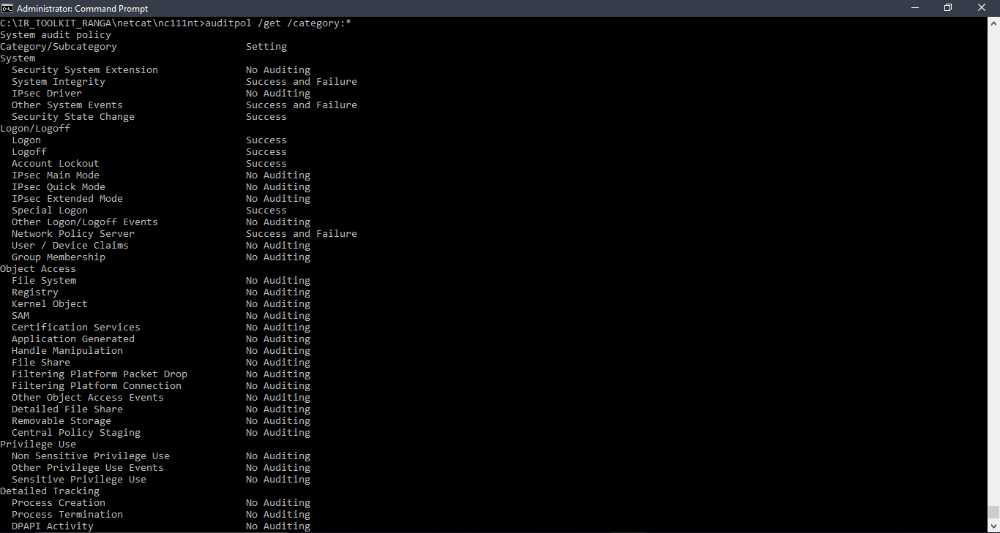 Administrator: Command Prompt
C:\IR_TOOLKIT_RANGA\netcat\nc111nt>auditpol /get /category:*
System audit policy
Category/Subcategory                      Setting
System
  Security System Extension               No Auditing
  System Integrity                        Success and Failure
  IPsec Driver                            No Auditing
  Other System Events                     Success and Failure
  Security State Change                   Success
Logon/Logoff
  Logon                                   Success
  Logoff                                  Success
  Account Lockout                         Success
  IPsec Main Mode                         No Auditing
  IPsec Quick Mode                        No Auditing
  IPsec Extended Mode                     No Auditing
  Special Logon                           Success
  Other Logon/Logoff Events               No Auditing
  Network Policy Server                   Success and Failure
  User / Device Claims                    No Auditing
  Group Membership                        No Auditing
Object Access
  File System                             No Auditing
  Registry                                No Auditing
  Kernel Object                           No Auditing
  SAM                                     No Auditing
  Certification Services                  No Auditing
  Application Generated                   No Auditing
  Handle Manipulation                     No Auditing
  File Share                              No Auditing
  Filtering Platform Packet Drop          No Auditing
  Filtering Platform Connection           No Auditing
  Other Object Access Events              No Auditing
  Detailed File Share                     No Auditing
  Removable Storage                       No Auditing
  Central Policy Staging                  No Auditing
Privilege Use
  Non Sensitive Privilege Use             No Auditing
  Other Privilege Use Events              No Auditing
  Sensitive Privilege Use                 No Auditing
Detailed Tracking
  Process Creation                        No Auditing
  Process Termination                     No Auditing
  DPAPI Activity                          No Auditing